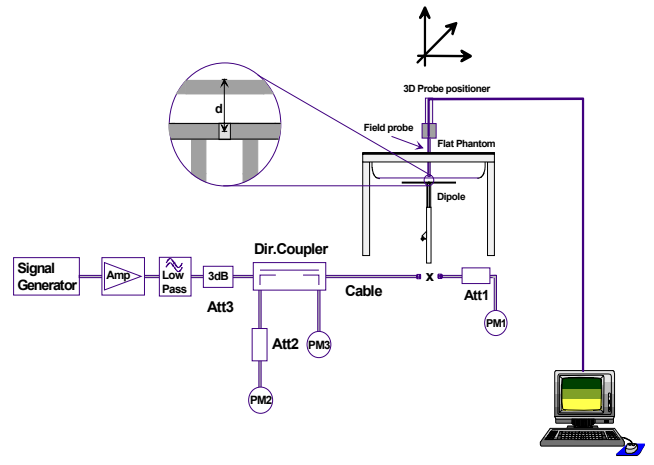 3D Probe positioner
d
Field probe
Flat Phantom
Dipole
Dir.Coupler
Signal
Generator
Amp
Low
Pass
3dB
Cable
x
Att1
Att3
PM1
Att2
PM3
PM2